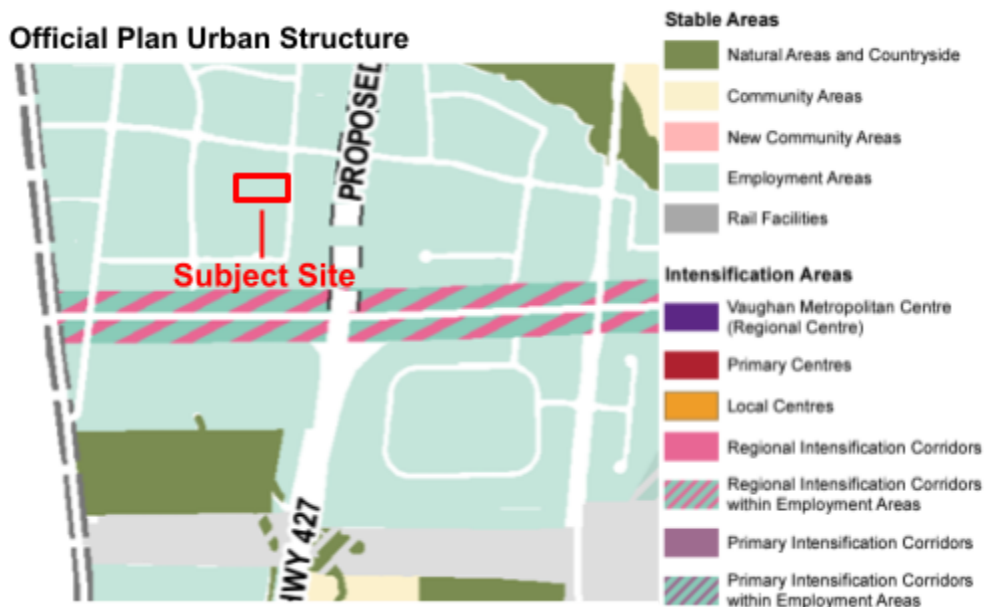 Official Plan Urban Structure
PROPOSED
Subject Site
HWY 427
Stable Areas
Natural Areas and Countryside
Community Areas
New Community Areas
Employment Areas
Rail Facilities
Intensification Areas
Vaughan Metropolitan Centre
(Regional Centre)
Primary Centres
Local Centres
Regional Intensification Corridors
Regional Intensification Corridors
within Employment Areas
Primary Intensification Corridors
Primary Intensification Corridors
within Employment Areas